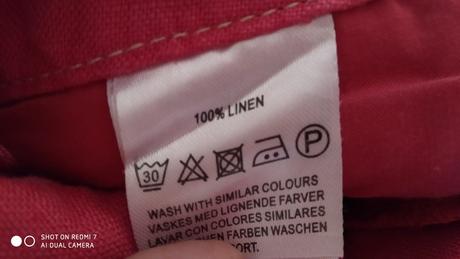 100% LINEN
30 P
WASH WITH SIMILAR COLOURS
VASKES MED LIGNENDE FARVER
LAVAR CON COLORES SIMILARES
FARBEN WASCHEN
SHOT ON REDMI 7
AI DUAL CAMERA